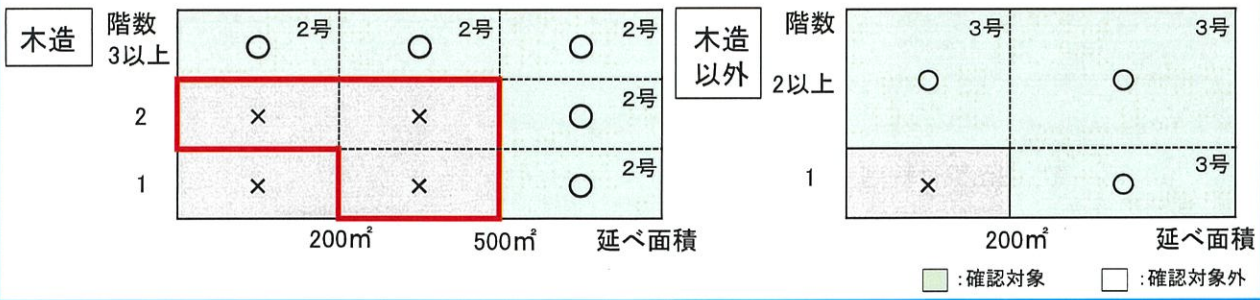 木造
階数
3以上
2号
2号
2号
○
○
○
2
×
×
○
2号
1
×
×
○
2号
200㎡
500㎡
延べ面積
木造
以外
階数
2以上
3号
3号
○
○
1
×
○
3号
200㎡
延べ面積
:確認対象
:確認対象外